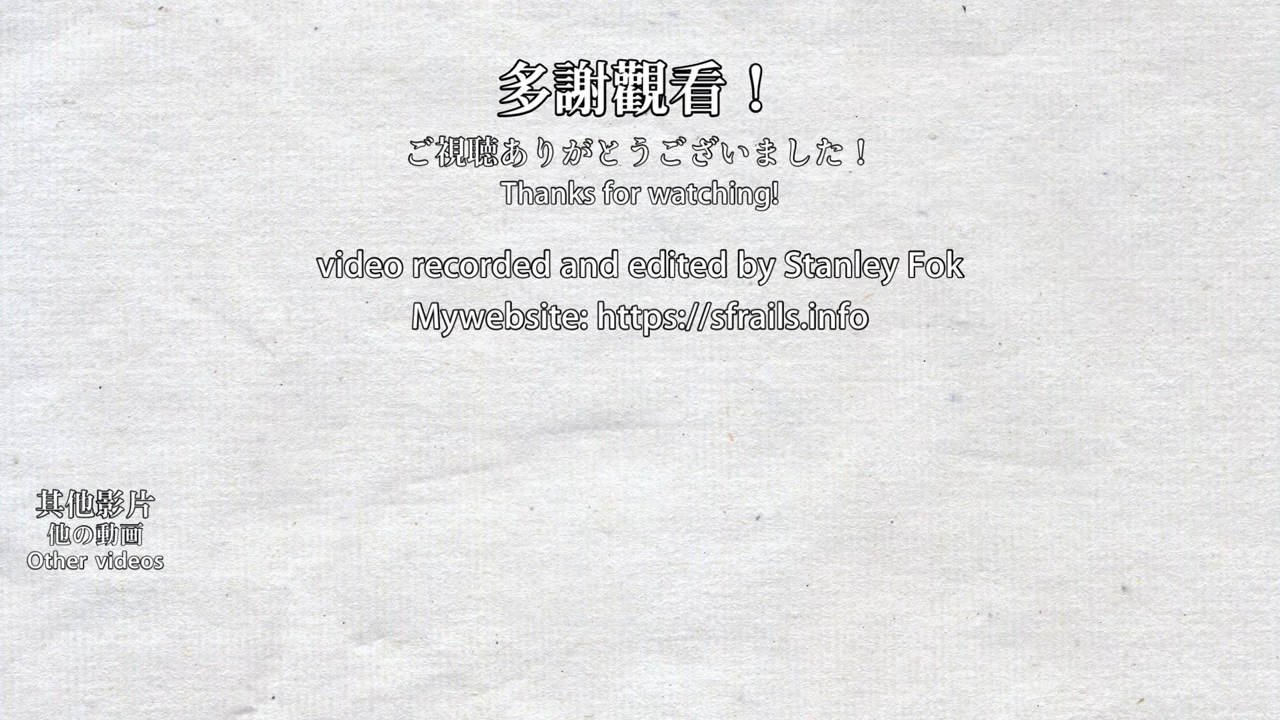 多謝觀看！
ご視聴ありがとうございました！
Thanks for watching!
video recorded and edited by Stanley Fok
Mywebsite: https://sfrails.info
其他影片
他の動画
Other videos